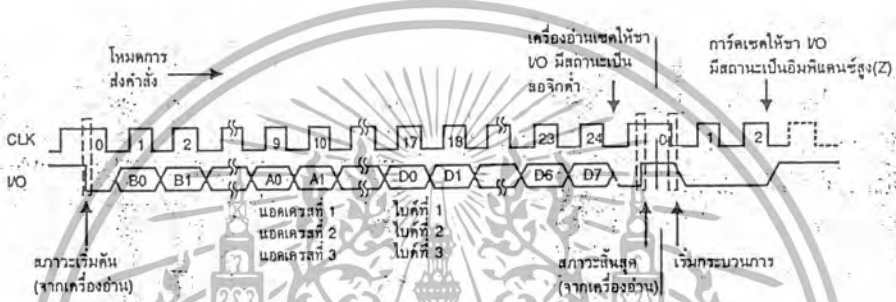 โหมดการ
ส่งคำสั่ง
เครื่องอ่านเซตให้ขา
I/O มีสถานะเป็น
ลอจิกต่ำ
การ์ดเซตให้ขา I/O
มีสถานะเป็นอิมพีแดนซ์สูง(Z)
CLK 0 1 2 9 10 17 18 23 24 0 1 2
I/O B0 B1 A0 A1 D0 D1 D6 D7
แอดเดรสที่ 1 ไบต์ที่ 1
แอดเดรสที่ 2 ไบต์ที่ 2
แอดเดรสที่ 3 ไบต์ที่ 3
สภาวะเริ่มต้น
(จากเครื่องอ่าน)
สภาวะสิ้นสุด
(จากเครื่องอ่าน)
เริ่มกระบวนการ